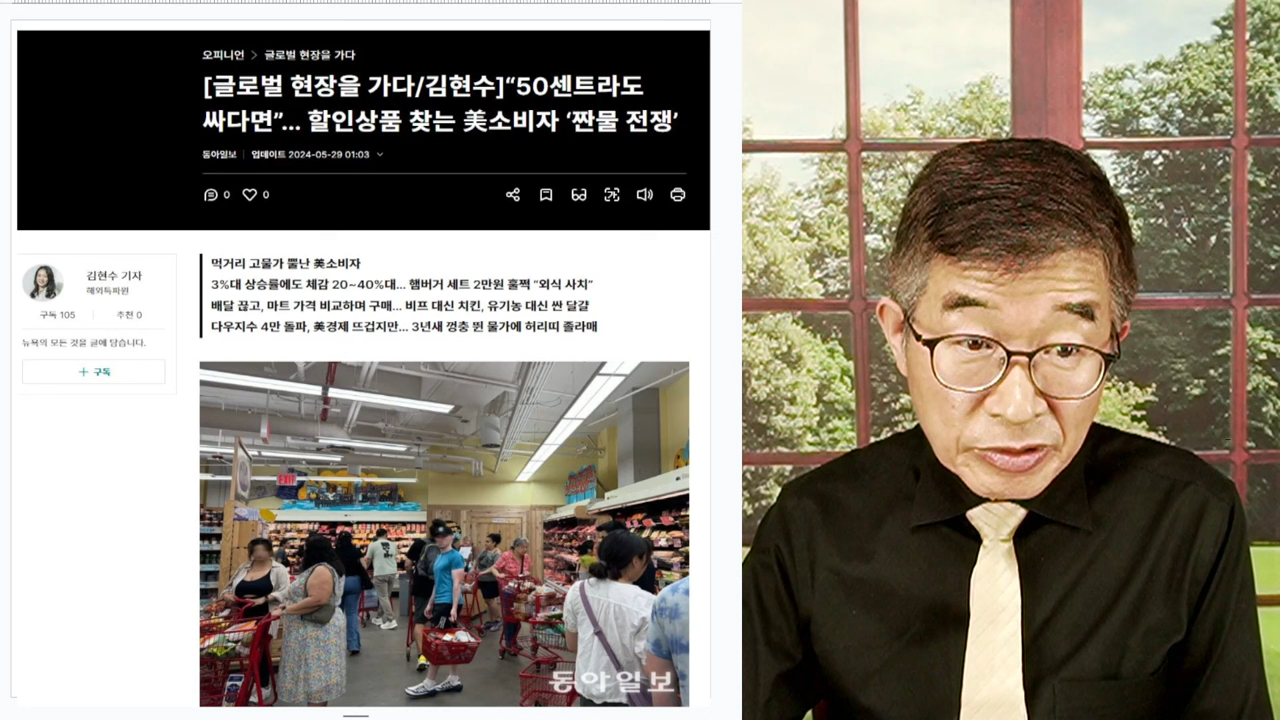 오피니언 > 글로벌 현장을 가다
[글로벌 현장을 가다/김현수]“50센트라도
싸다면”… 할인상품 찾는 美소비자 ‘짠물 전쟁’
동아일보 | 업데이트 2024-05-29 01:03
0 0
김현수 기자
해외특파원
구독 105 추천 0
뉴욕의 모든 것을 글에 담습니다.
+ 구독
먹거리 고물가 뿔난 美소비자
3%대 상승률에도 체감 20~40%대… 햄버거 세트 2만원 훌쩍 “외식 사치”
배달 끊고, 마트 가격 비교하며 구매… 비프 대신 치킨, 유기농 대신 싼 달걀
다우지수 4만 돌파, 美경제 뜨겁지만… 3년새 껑충 뛴 물가에 허리띠 졸라매
EXIT
동아일보